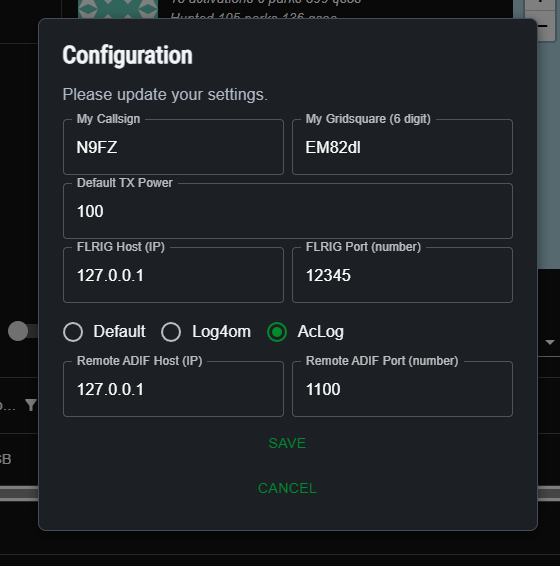 Hunted 105 parks 136 qsos
Configuration
Please update your settings.
My Callsign
My Gridsquare (6 digit)
N9FZ
EM82dl
Default TX Power
100
FLRIG Host (IP)
FLRIG Port (number)
127.0.0.1
12345
Default
Log4om
AcLog
Remote ADIF Host (IP)
Remote ADIF Port (number)
127.0.0.1
1100
SAVE
CANCEL